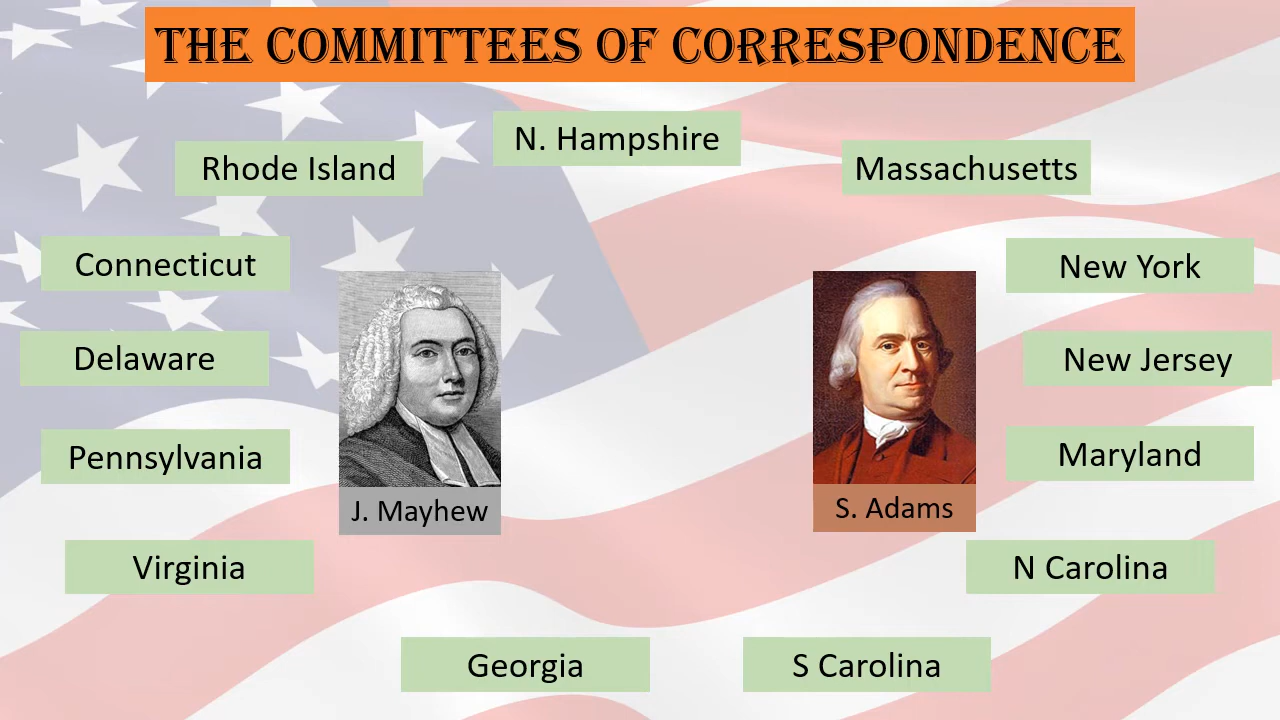 THE COMMITTEES OF CORRESPONDENCE
N. Hampshire
Rhode Island
Massachusetts
Connecticut
New York
Delaware
New Jersey
Pennsylvania
Maryland
J. Mayhew
S. Adams
Virginia
N Carolina
Georgia
S Carolina